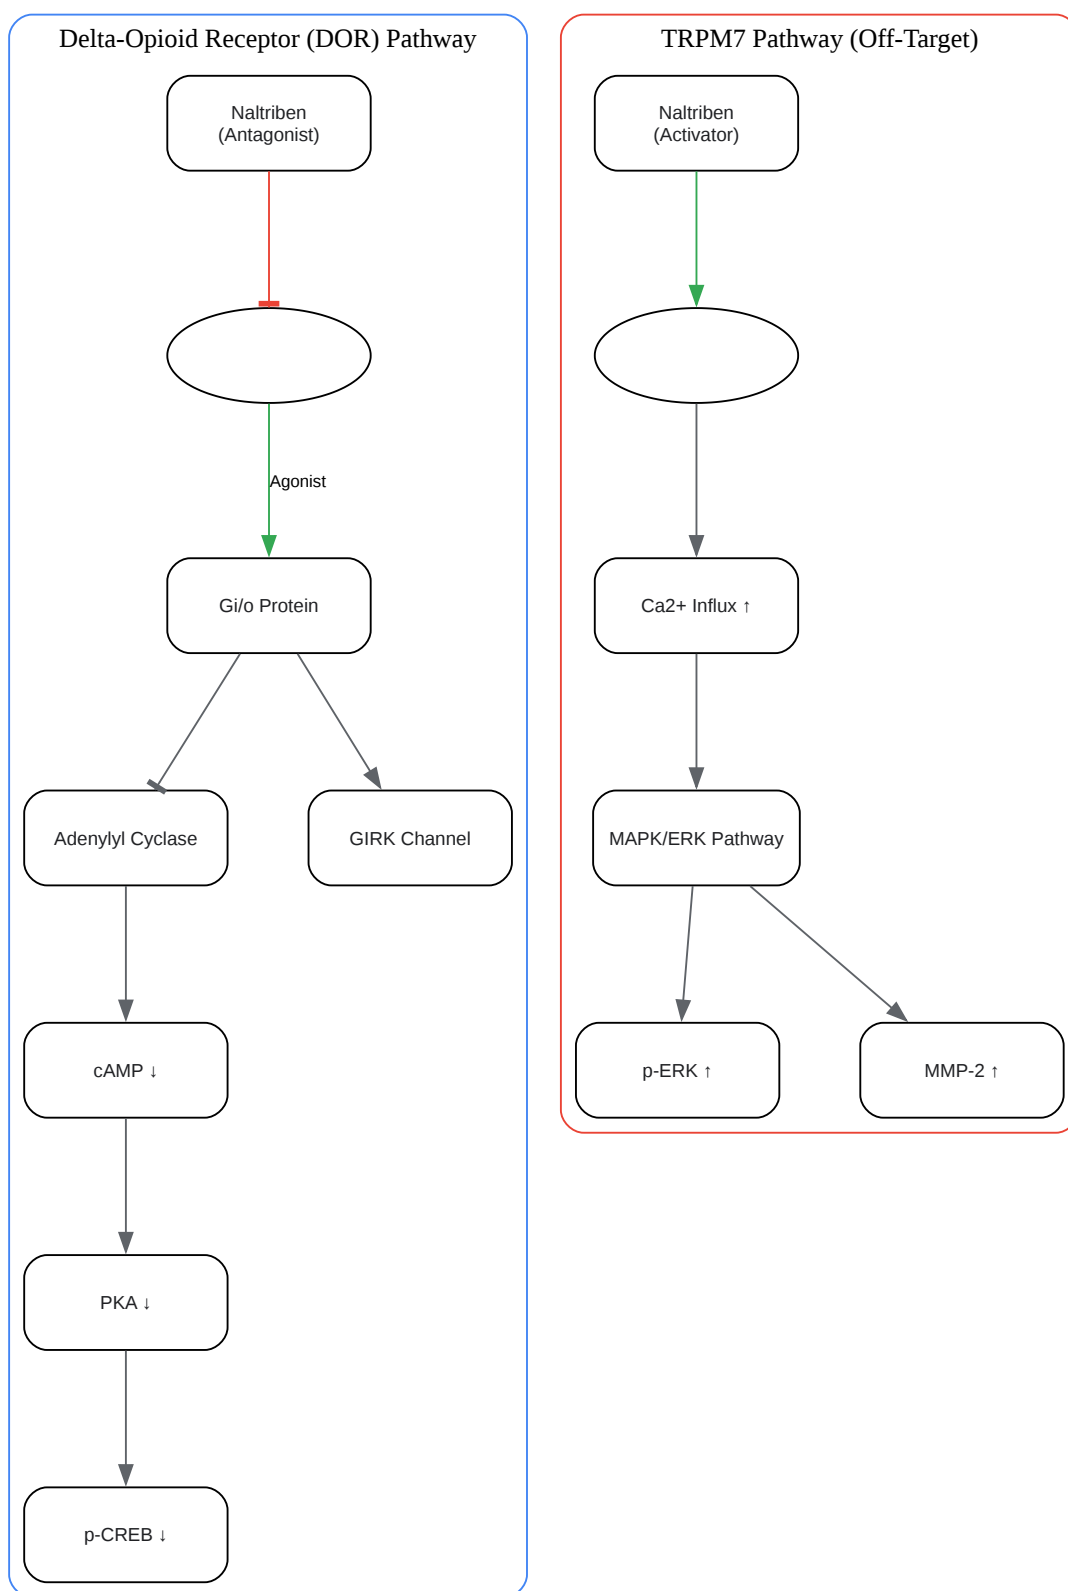 Delta-Opioid Receptor (DOR) Pathway
Naltriben
(Antagonist)
Agonist
Gi/o Protein
Adenylyl Cyclase
GIRK Channel
cAMP ↓
PKA ↓
p-CREB ↓
TRPM7 Pathway (Off-Target)
Naltriben
(Activator)
Ca2+ Influx ↑
MAPK/ERK Pathway
p-ERK ↑
MMP-2 ↑